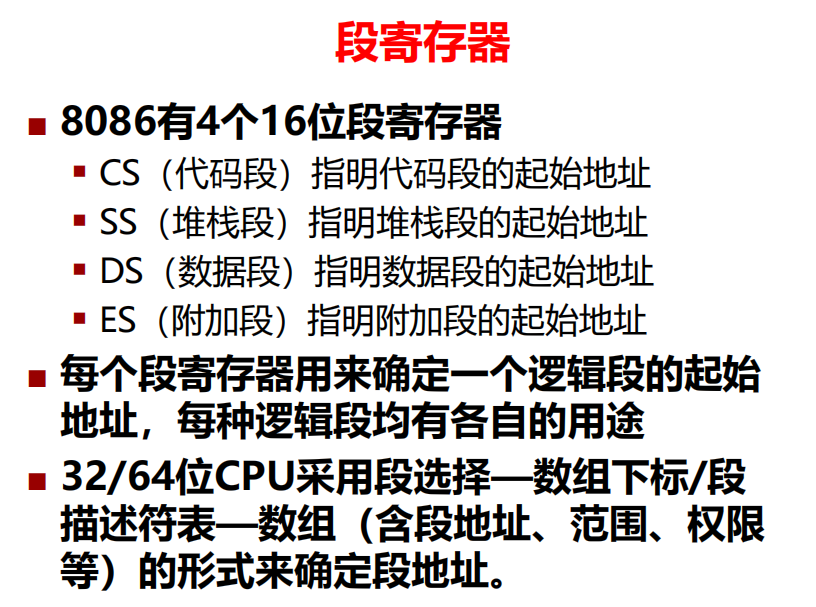 段寄存器
8086有4个16位段寄存器
CS（代码段）指明代码段的起始地址
SS（堆栈段）指明堆栈段的起始地址
DS（数据段）指明数据段的起始地址
ES（附加段）指明附加段的起始地址
每个段寄存器用来确定一个逻辑段的起始
地址，每种逻辑段均有各自的用途
32/64位CPU采用段选择—数组下标/段
描述符表—数组（含段地址、范围、权限
等）的形式来确定段地址。